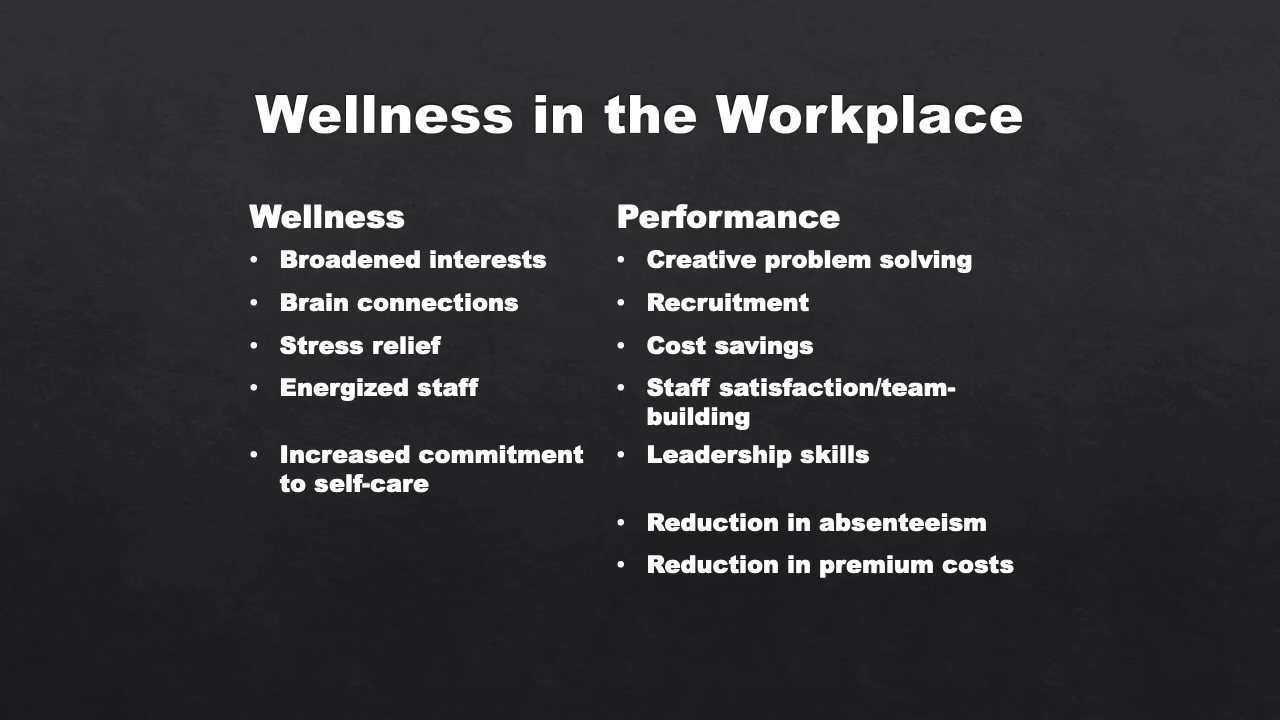 Wellness in the Workplace
Wellness
• Broadened interests
• Brain connections
• Stress relief
• Energized staff
• Increased commitment
to self-care
Performance
• Creative problem solving
• Recruitment
• Cost savings
• Staff satisfaction/team-
building
• Leadership skills
• Reduction in absenteeism
• Reduction in premium costs